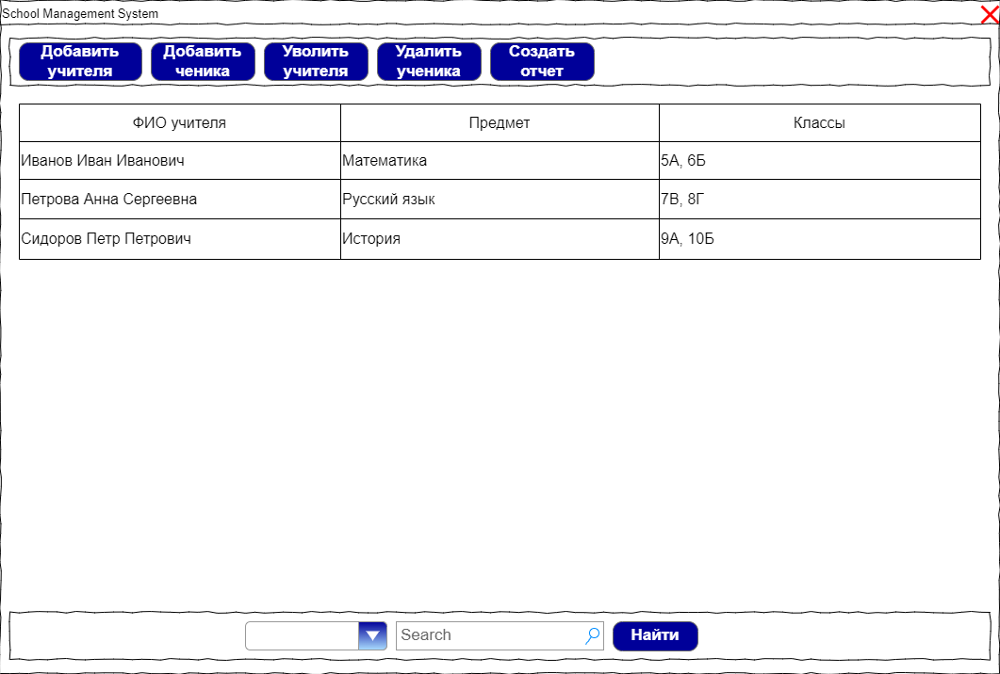 School Management System
Добавить учителя
Добавить ченика
Уволить учителя
Удалить ученика
Создать отчет
ФИО учителя Предмет Классы
Иванов Иван Иванович Математика 5А, 6Б
Петрова Анна Сергеевна Русский язык 7В, 8Г
Сидоров Петр Петрович История 9А, 10Б
Search Найти